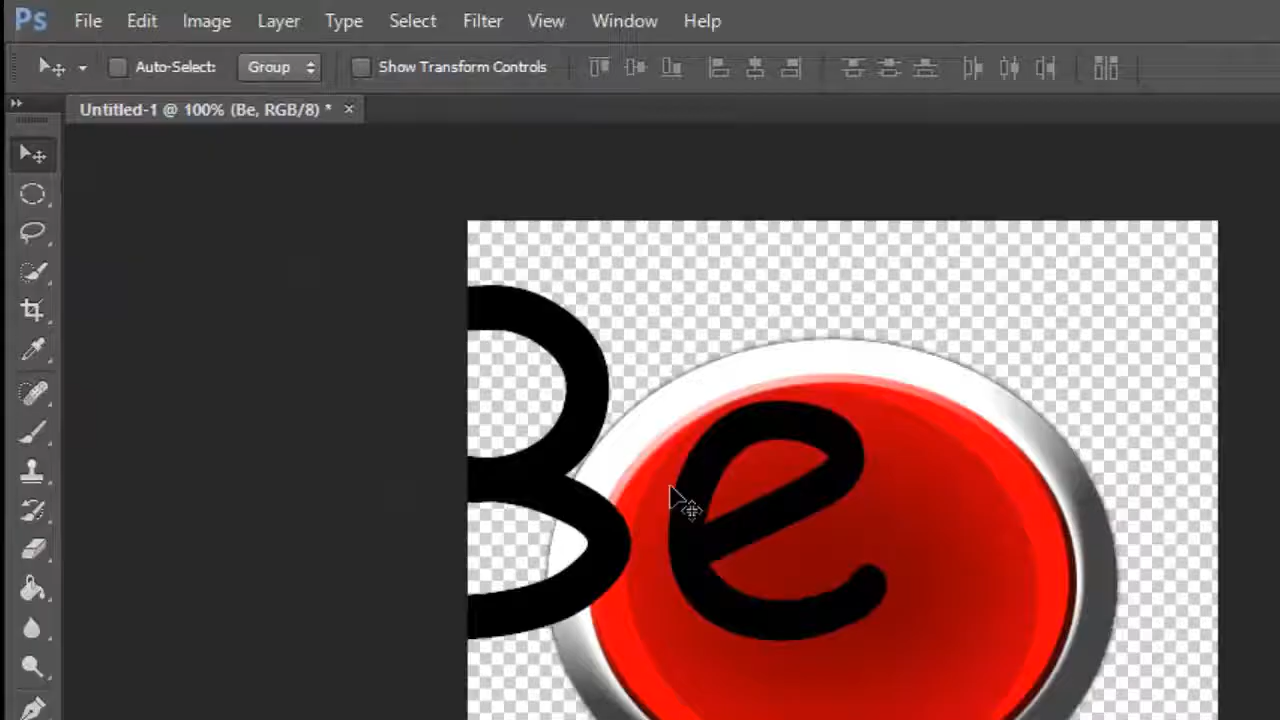 Ps File Edit Image Layer Type Select Filter View Window Help
Auto-Select: Group Show Transform Controls
Untitled-1 @ 100% (Be, RGB/8) * ×
Be